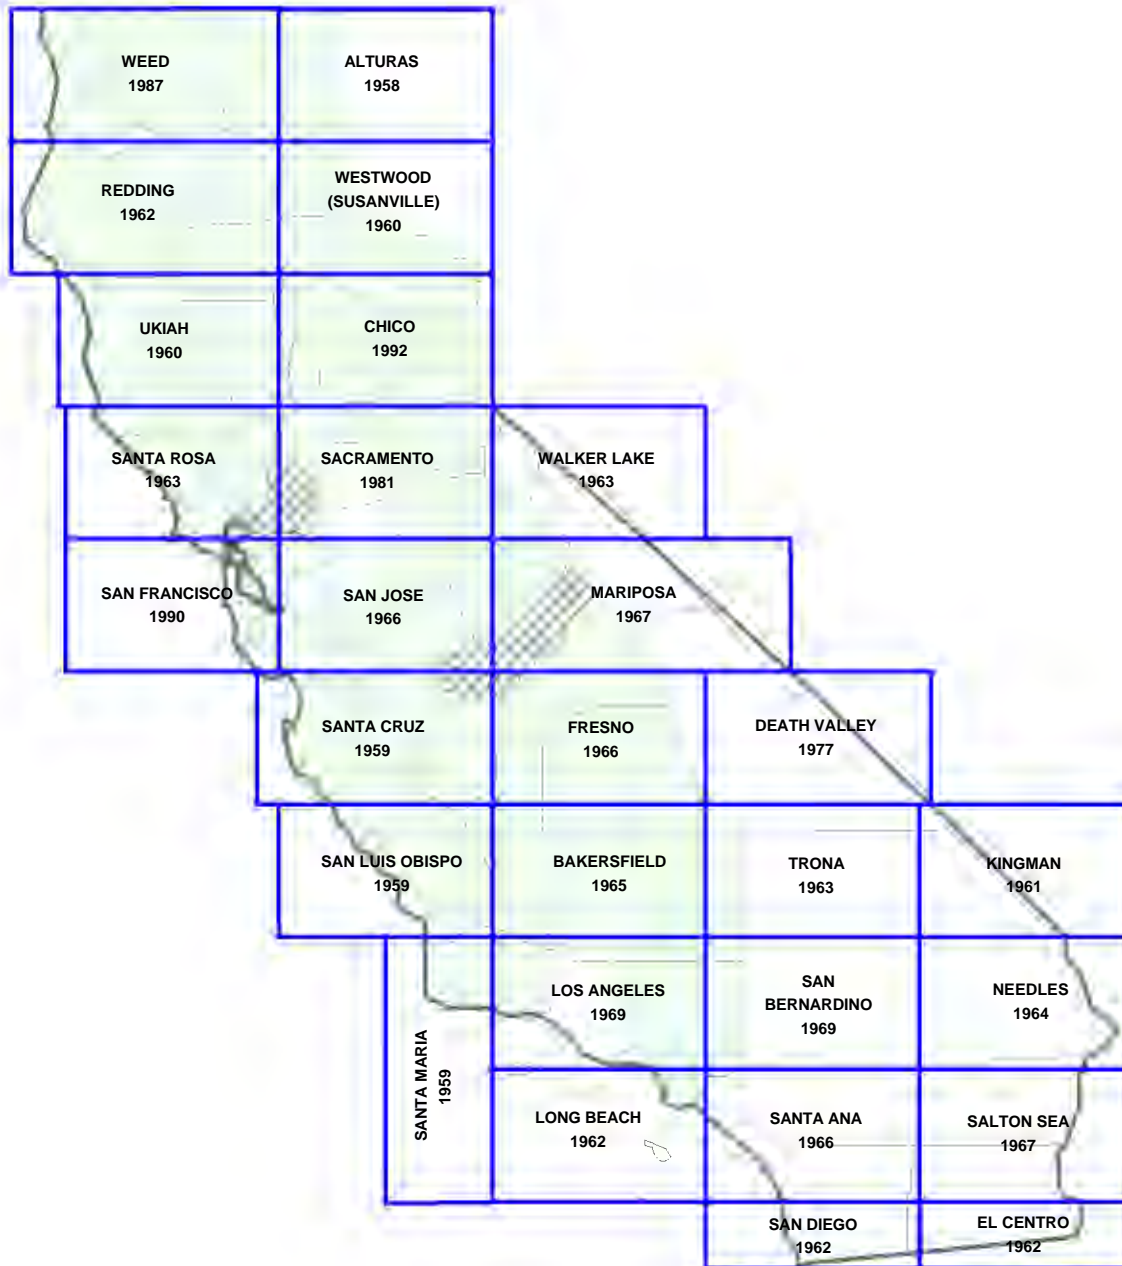 WEED
1987
ALTURAS
1958
REDDING
1962
WESTWOOD
(SUSANVILLE)
1960
UKIAH
1960
CHICO
1992
SANTA ROSA
1963
SACRAMENTO
1981
WALKER LAKE
1963
SAN FRANCISCO
1990
SAN JOSE
1966
MARIPOSA
1967
SANTA CRUZ
1959
FRESNO
1966
DEATH VALLEY
1977
SAN LUIS OBISPO
1959
BAKERSFIELD
1965
TRONA
1963
KINGMAN
1961
SANTA MARIA
1959
LOS ANGELES
1969
SAN
BERNARDINO
1969
NEEDLES
1964
LONG BEACH
1962
SANTA ANA
1966
SALTON SEA
1967
SAN DIEGO
1962
EL CENTRO
1962